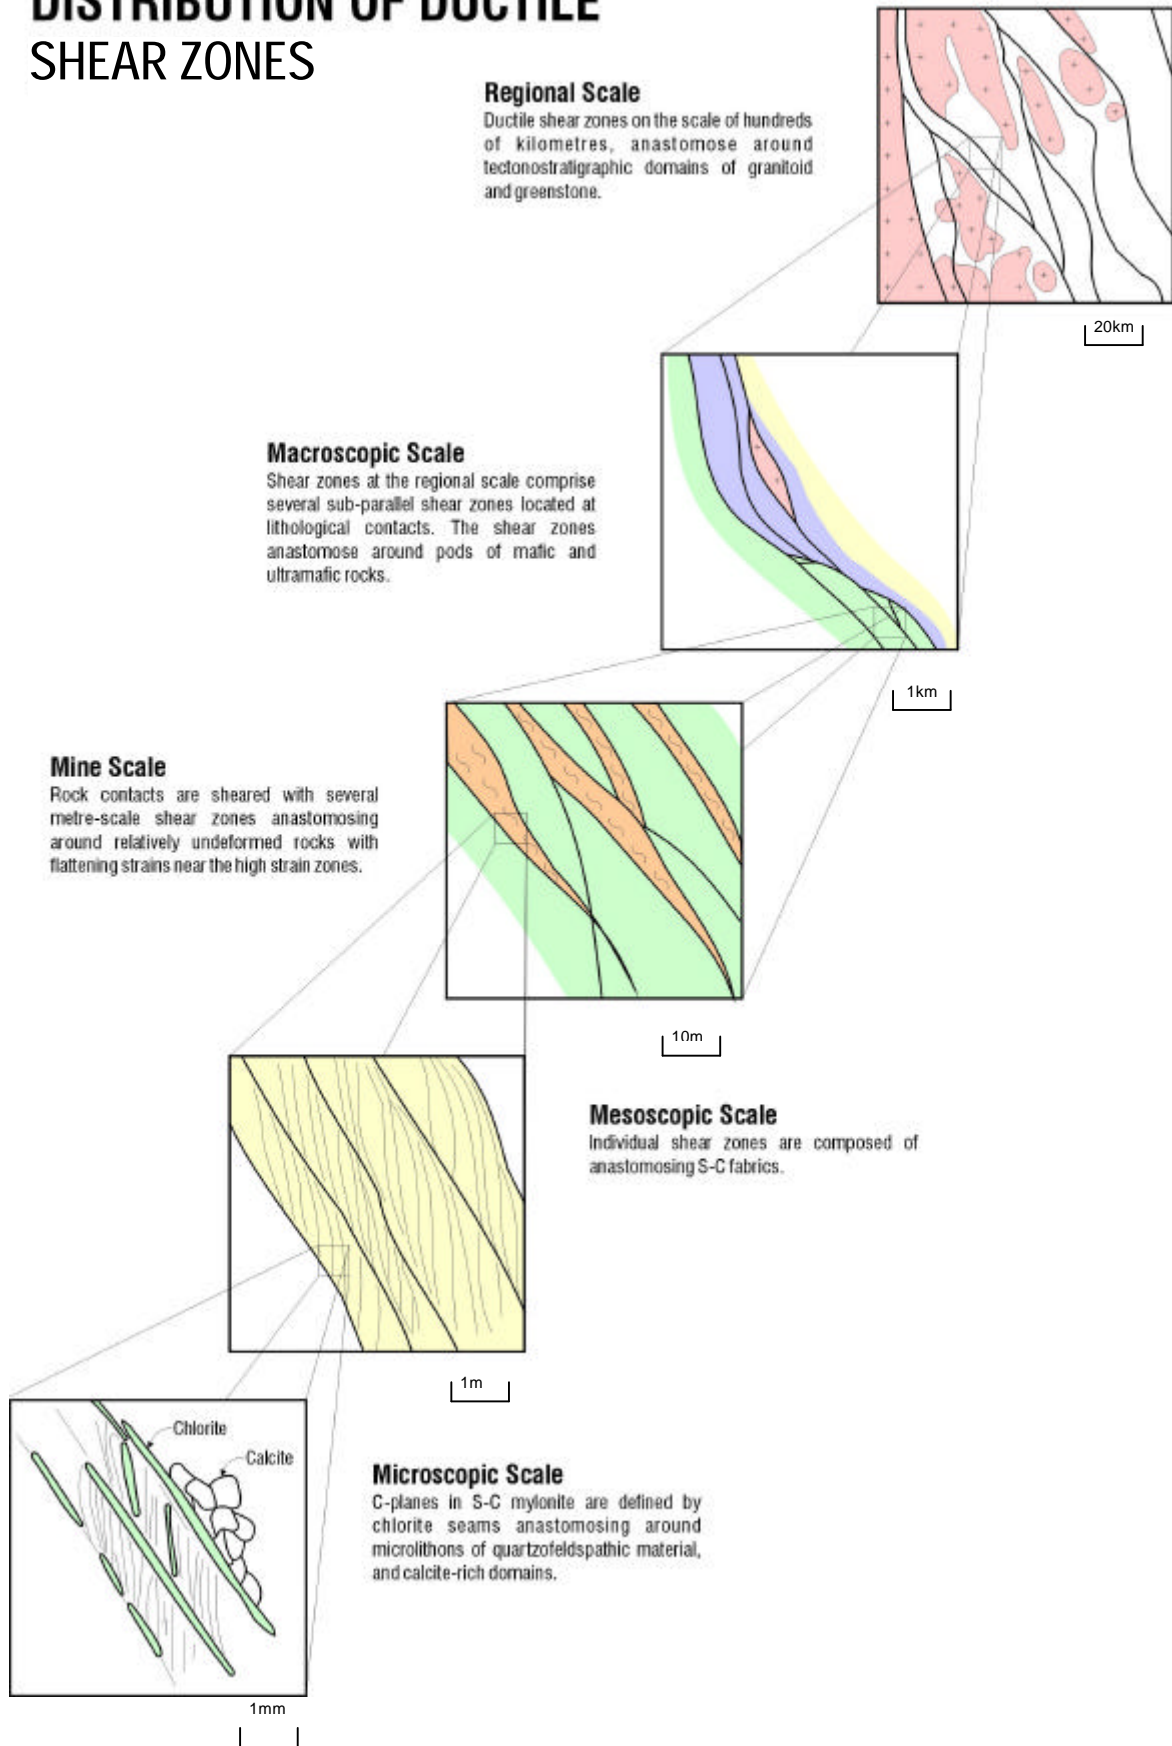 DISTRIBUTION OF DUCTILE
SHEAR ZONES
Regional Scale
Ductile shear zones on the scale of hundreds
of kilometres, anastomose around
tectonostratigraphic domains of granitoid
and greenstone.
20km
Macroscopic Scale
Shear zones at the regional scale comprise
several sub-parallel shear zones located at
lithological contacts. The shear zones
anastomose around pods of mafic and
ultramafic rocks.
1km
Mine Scale
Rock contacts are sheared with several
metre-scale shear zones anastomosing
around relatively undeformed rocks with
flattening strains near the high strain zones.
10m
Mesoscopic Scale
Individual shear zones are composed of
anastomosing S-C fabrics.
1m
Chlorite
Calcite
Microscopic Scale
C-planes in S-C mylonite are defined by
chlorite seams anastomosing around
microlithons of quartzofeldspathic material,
and calcite-rich domains.
1mm